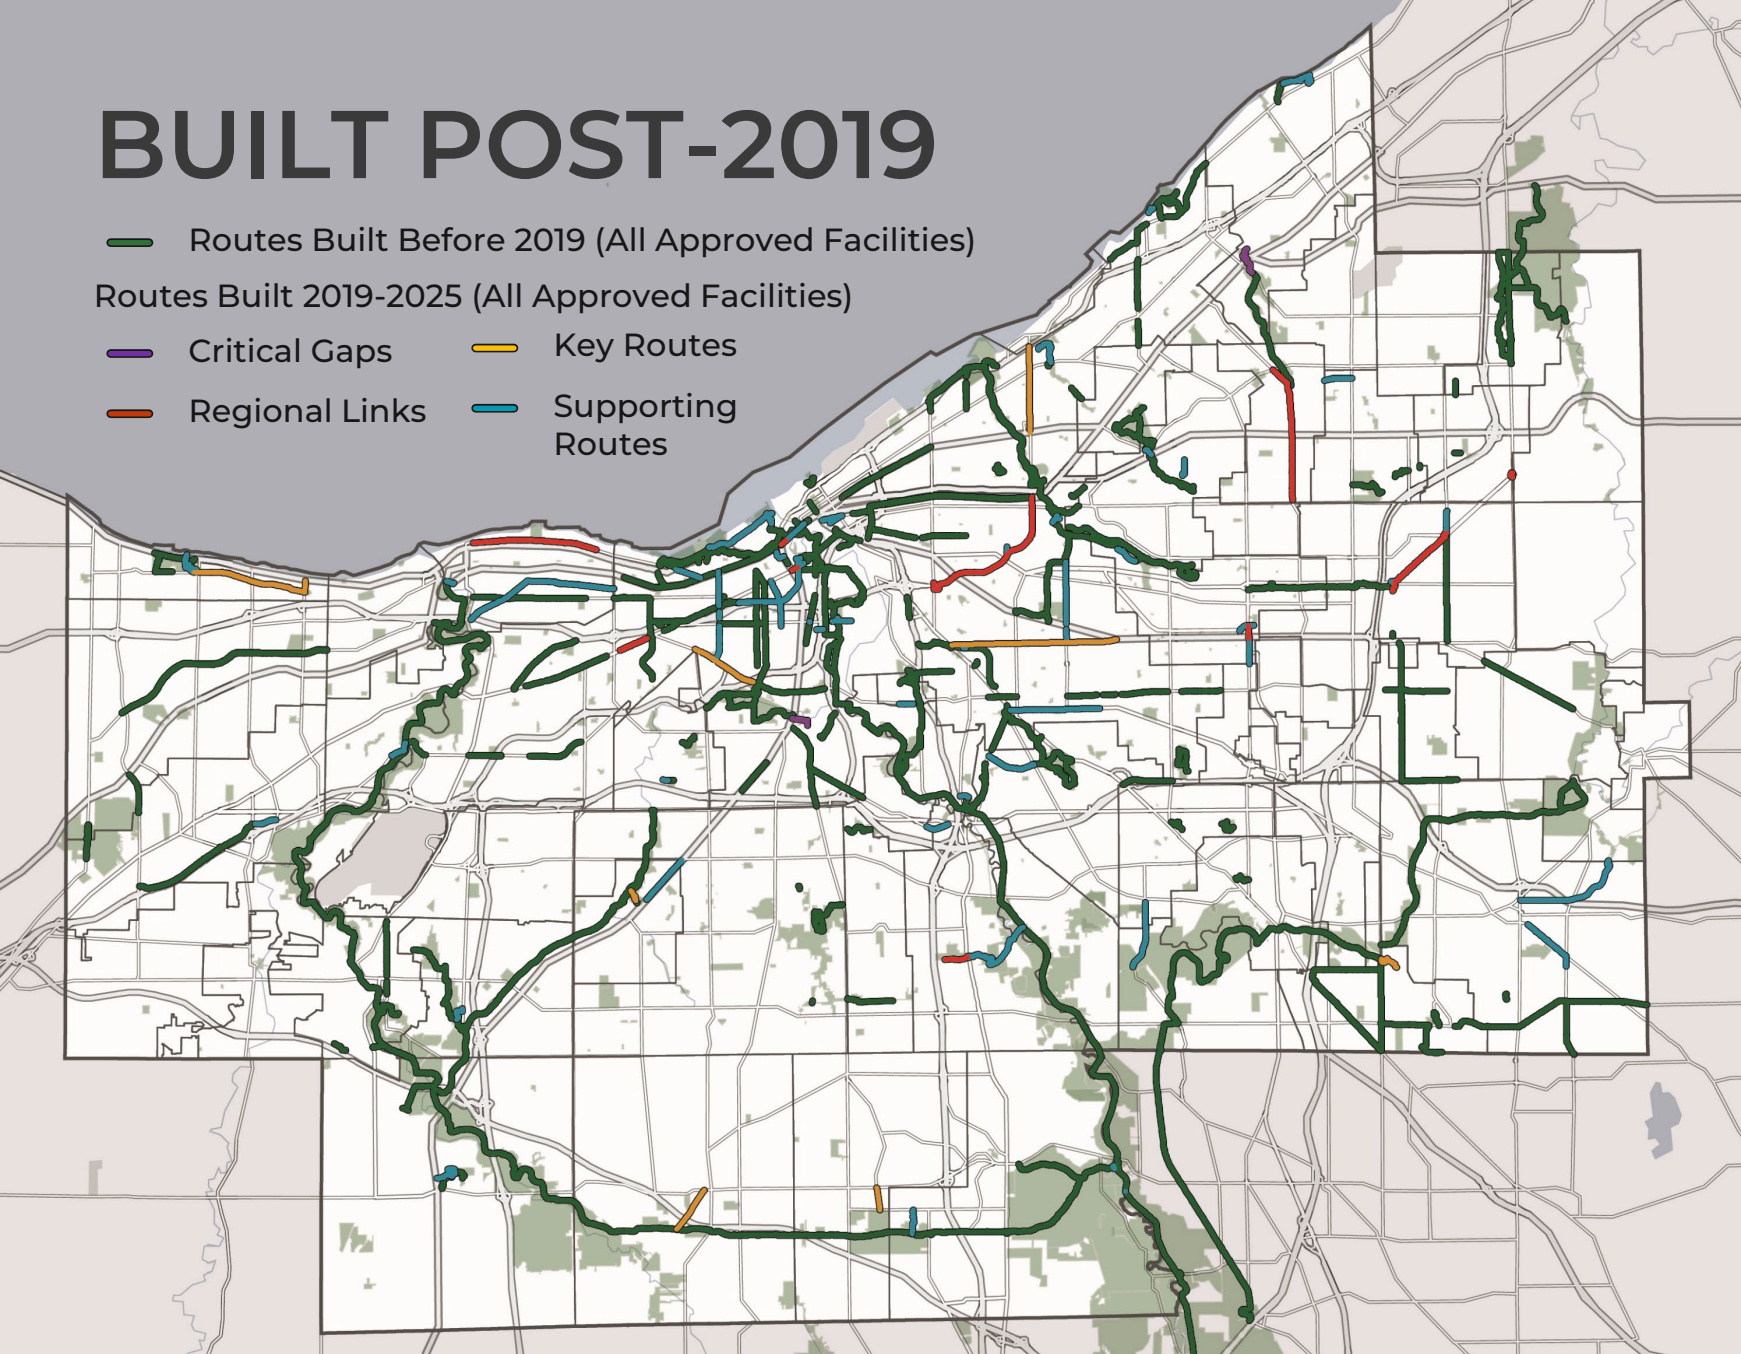 BUILT POST-2019
Routes Built Before 2019 (All Approved Facilities)
Routes Built 2019-2025 (All Approved Facilities)
Critical Gaps
Key Routes
Regional Links
Supporting
Routes